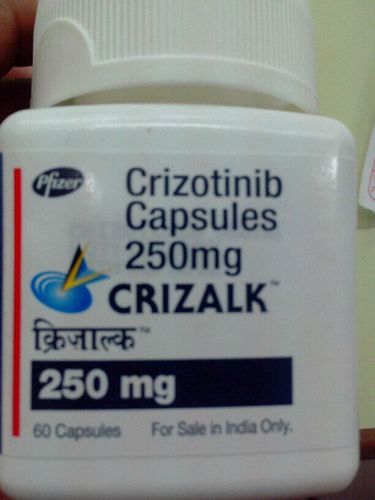 Pfizer
Crizotinib
Capsules
250mg
CRIZALK™
क्रिज़ाल्क™
250 mg
60 Capsules For Sale in India Only.